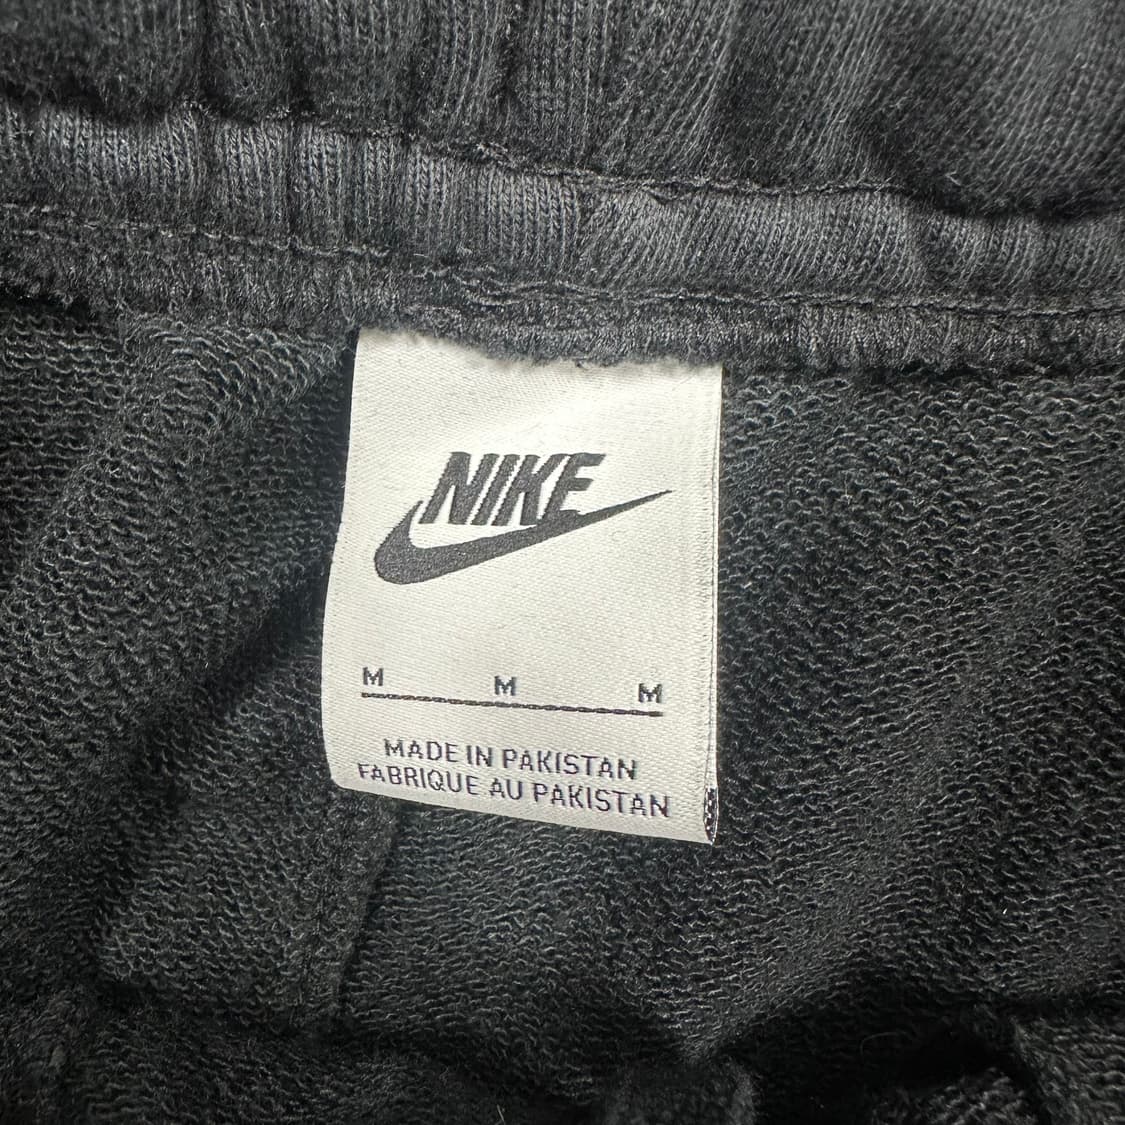 NIKE
M M M
MADE IN PAKISTAN
FABRIQUE AU PAKISTAN